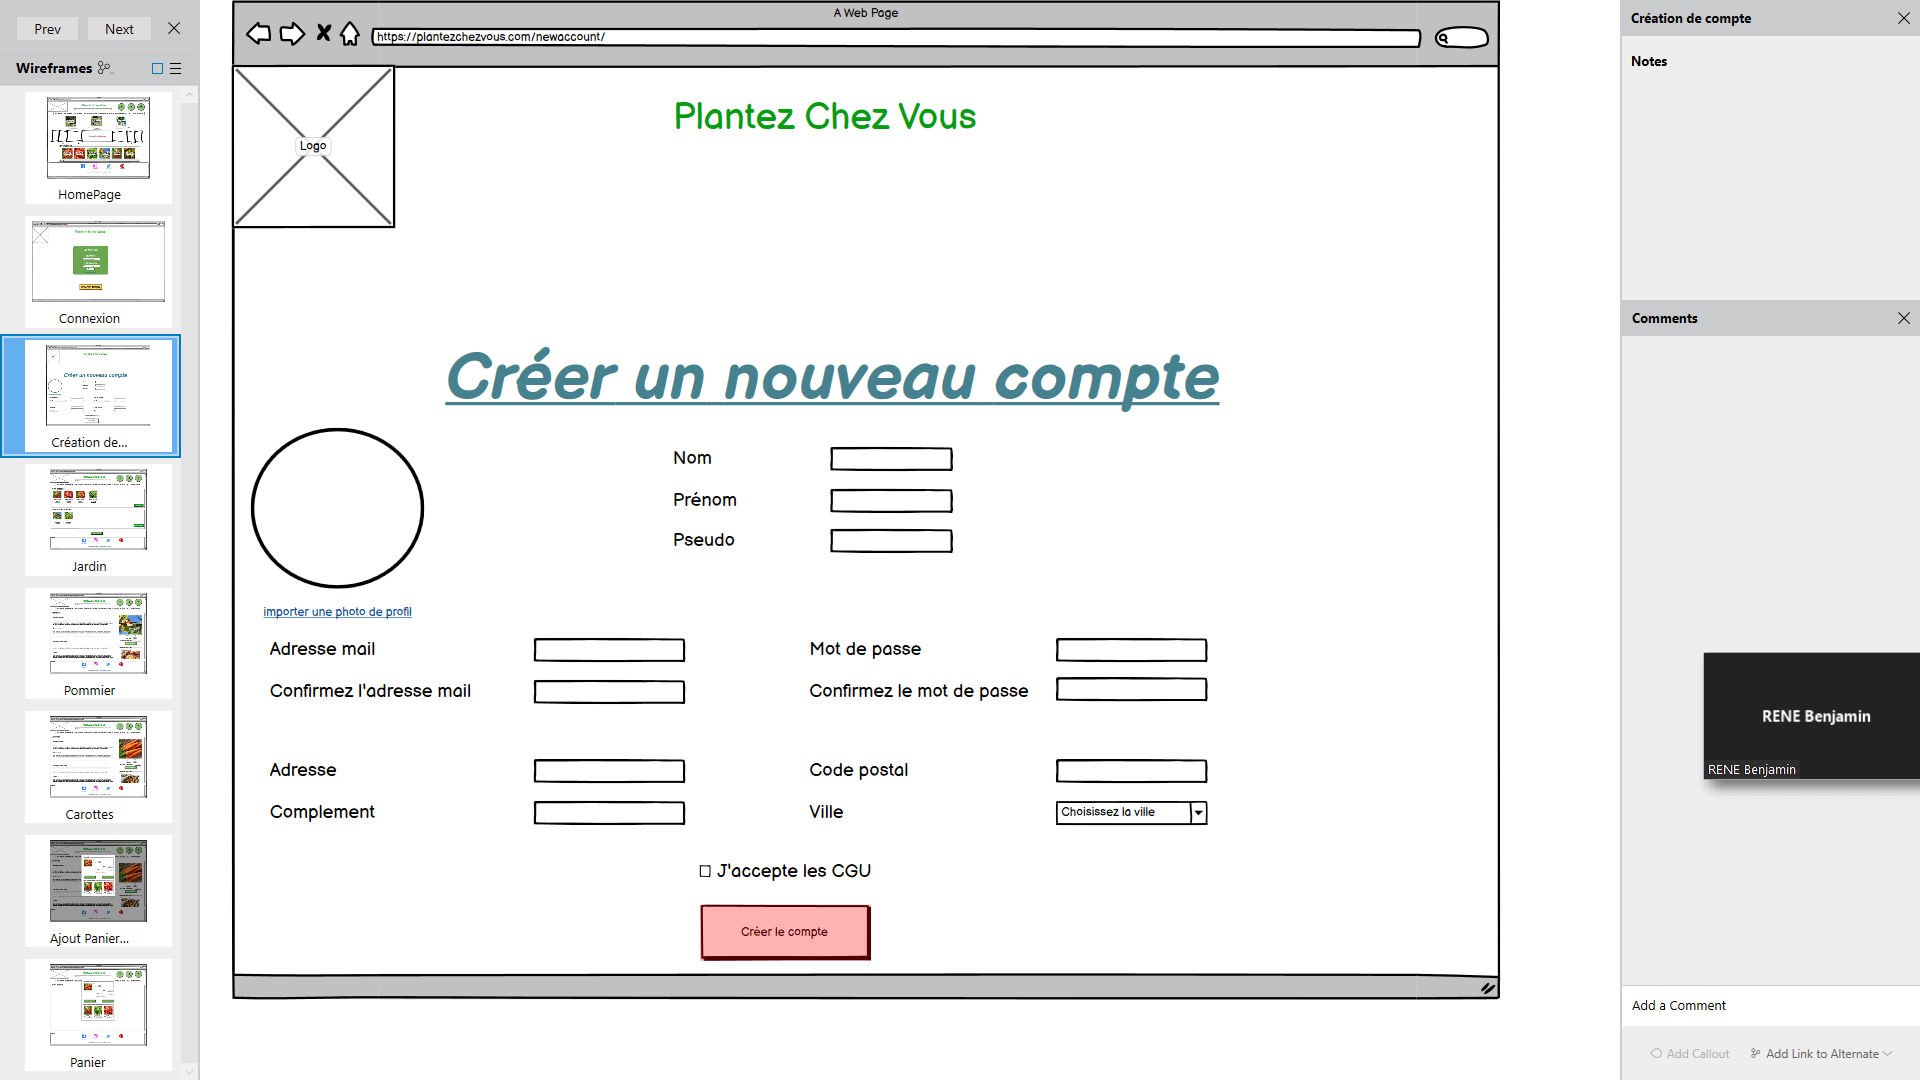 Prev
Next
Wireframes
HomePage
Connexion
Création de...
Jardin
Pommier
Carottes
Ajout Panier...
Panier
A Web Page
https://plantezchezvous.com/newaccount/
Logo
Plantez Chez Vous
Créer un nouveau compte
Nom
Prénom
Pseudo
importer une photo de profil
Adresse mail
Mot de passe
Confirmez l'adresse mail
Confirmez le mot de passe
Adresse
Code postal
Complement
Ville
Choisissez la ville
J'accepte les CGU
Créer le compte
Création de compte
Notes
Comments
RENE Benjamin
RENE Benjamin
Add a Comment
Add Callout
Add Link to Alternate